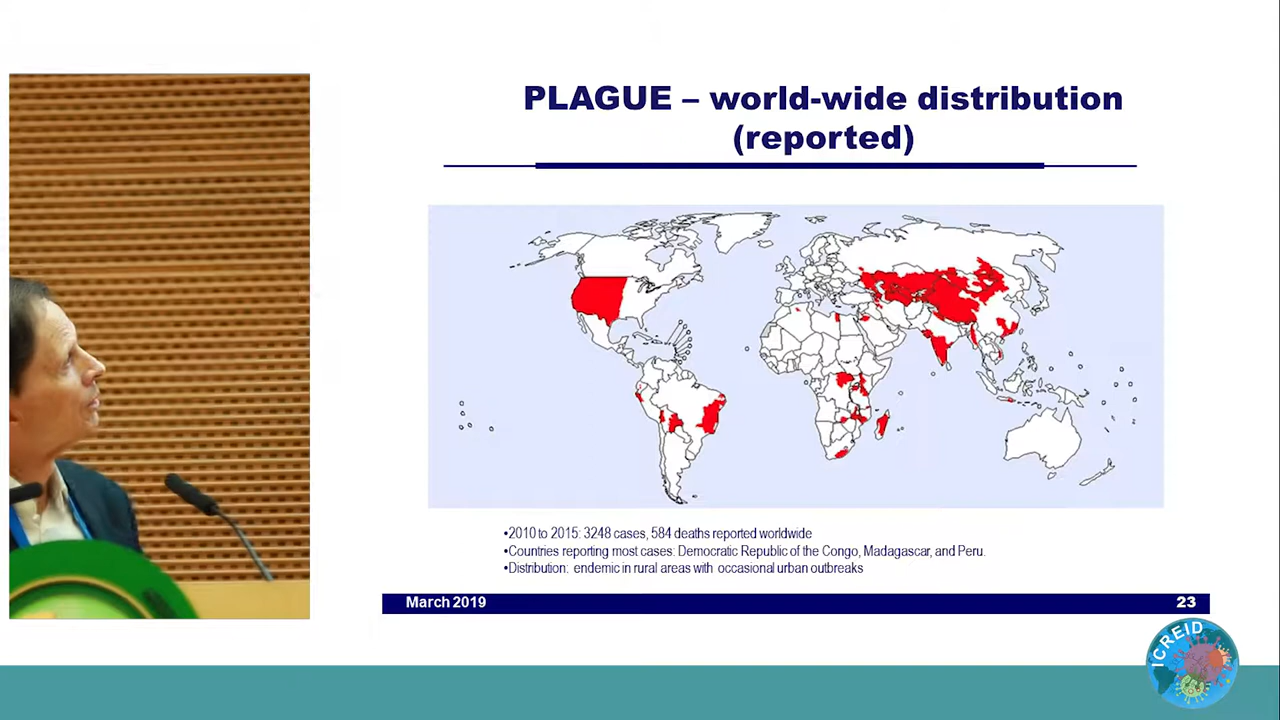 PLAGUE – world-wide distribution
(reported)
•2010 to 2015: 3248 cases, 584 deaths reported worldwide
•Countries reporting most cases: Democratic Republic of the Congo, Madagascar, and Peru.
•Distribution: endemic in rural areas with occasional urban outbreaks
March 2019 23
ICREID